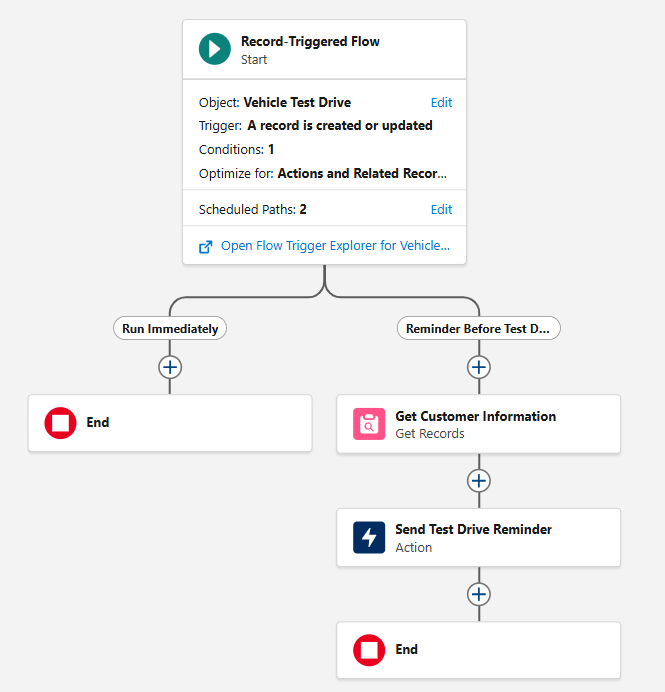 Record-Triggered Flow
Start
Object: Vehicle Test Drive Edit
Trigger: A record is created or updated
Conditions: 1
Optimize for: Actions and Related Recor...
Scheduled Paths: 2 Edit
Open Flow Trigger Explorer for Vehicle...
Run Immediately
Reminder Before Test D...
End
Get Customer Information
Get Records
Send Test Drive Reminder
Action
End